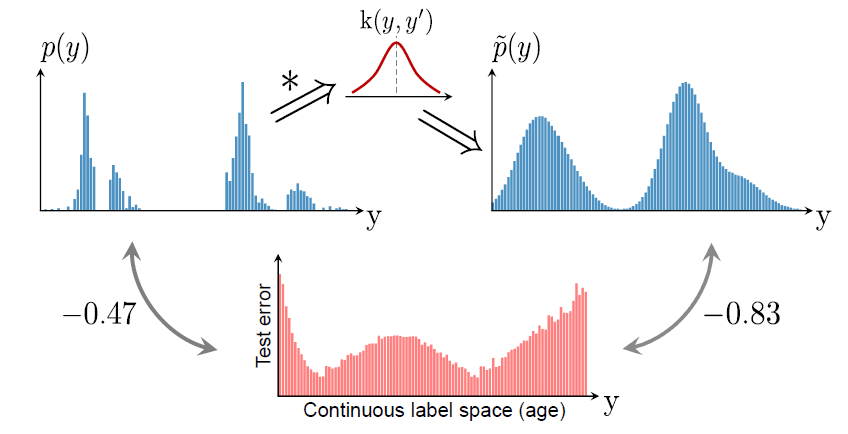 k(y, y′)
p(y)
*
p̃(y)
y
y
−0.47
−0.83
Test error
y
Continuous label space (age)